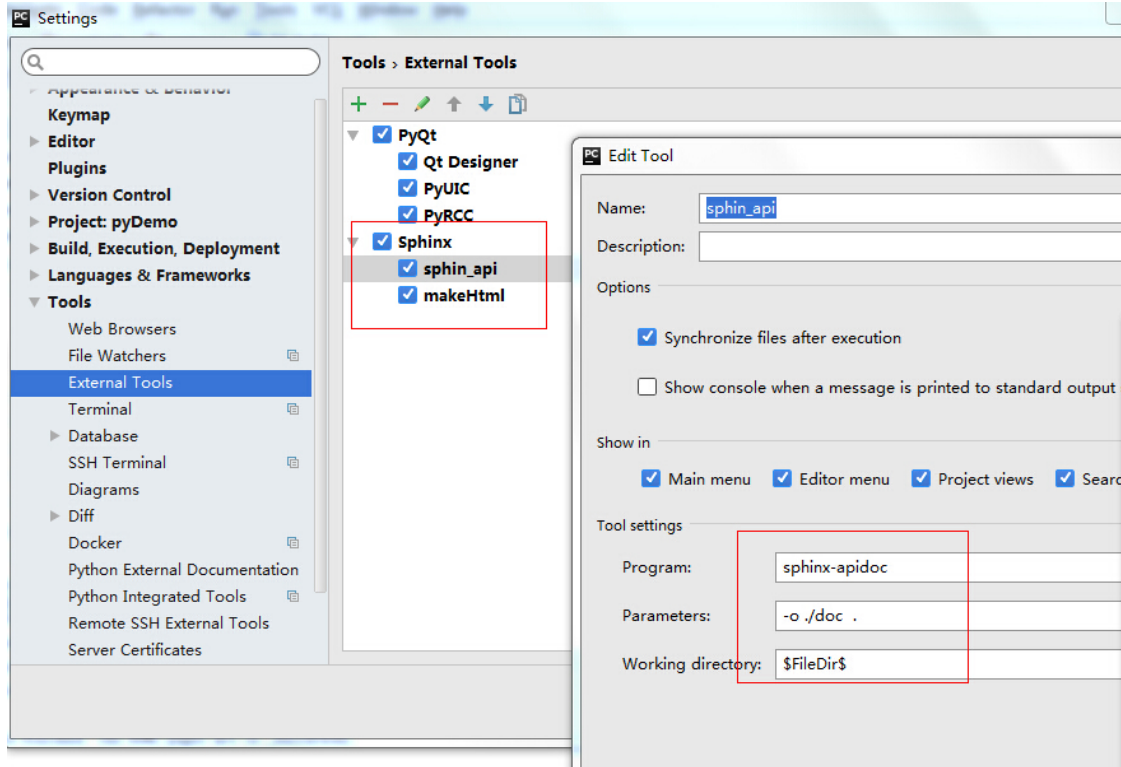 Settings
Tools › External Tools
Appearance & Behavior
Keymap
Editor
Plugins
Version Control
Project: pyDemo
Build, Execution, Deployment
Languages & Frameworks
Tools
Web Browsers
File Watchers
External Tools
Terminal
Database
SSH Terminal
Diagrams
Diff
Docker
Python External Documentation
Python Integrated Tools
Remote SSH External Tools
Server Certificates
PyQt
Qt Designer
PyUIC
PyRCC
Sphinx
sphin_api
makeHtml
PC Edit Tool
Name: sphin_api
Description:
Options
Synchronize files after execution
Show console when a message is printed to standard output
Show in
Main menu Editor menu Project views Searc
Tool settings
Program: sphinx-apidoc
Parameters: -o ./doc .
Working directory: $FileDir$